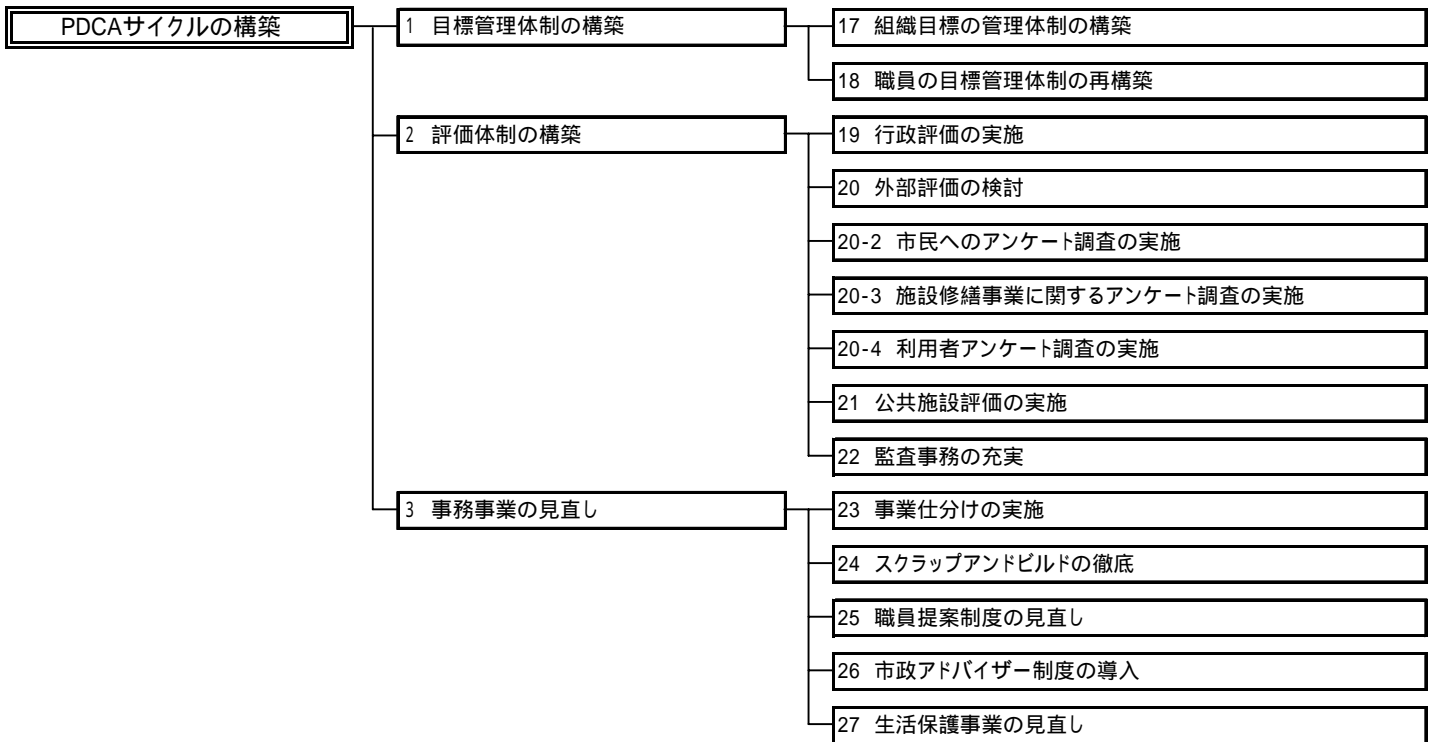 PDCAサイクルの構築
1 目標管理体制の構築
17 組織目標の管理体制の構築
18 職員の目標管理体制の再構築
2 評価体制の構築
19 行政評価の実施
20 外部評価の検討
20-2 市民へのアンケート調査の実施
20-3 施設修繕事業に関するアンケート調査の実施
20-4 利用者アンケート調査の実施
21 公共施設評価の実施
22 監査事務の充実
3 事務事業の見直し
23 事業仕分けの実施
24 スクラップアンドビルドの徹底
25 職員提案制度の見直し
26 市政アドバイザー制度の導入
27 生活保護事業の見直し